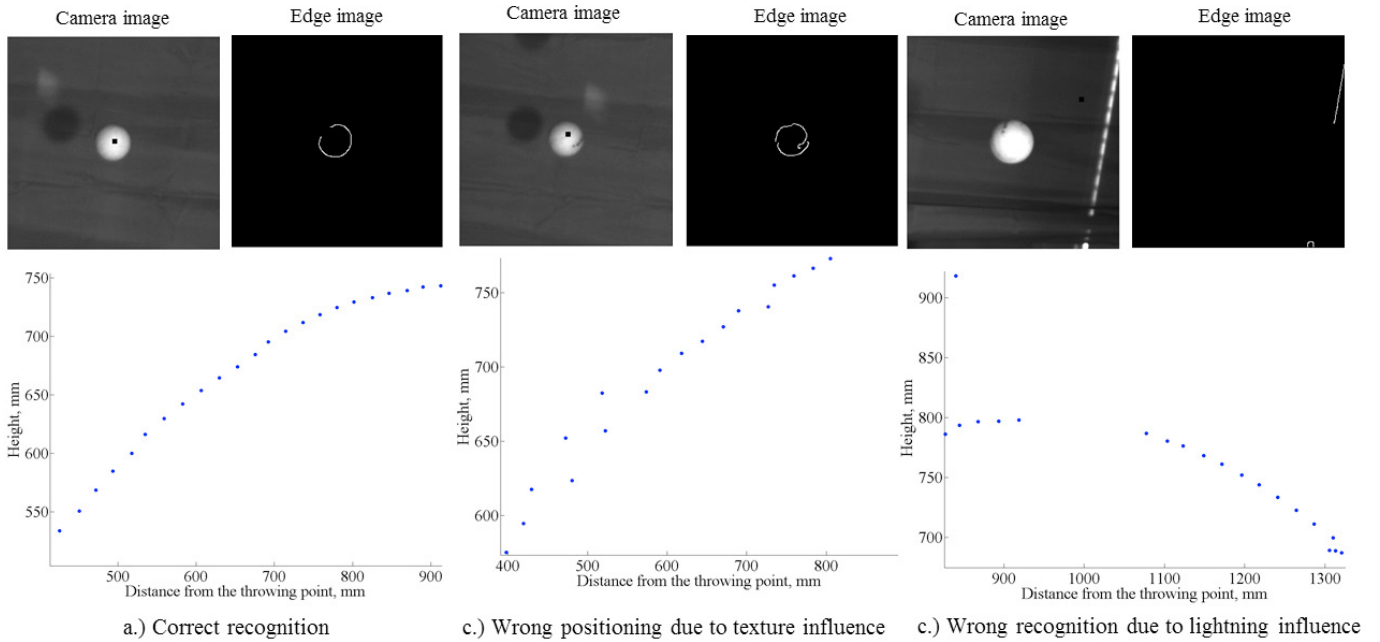 Camera image
Edge image
Camera image
Edge image
Camera image
Edge image
750
700
650
600
550
Height, mm
500
600
700
800
900
Distance from the throwing point, mm
a.) Correct recognition
750
700
650
600
Height, mm
400
500
600
700
800
Distance from the throwing point, mm
c.) Wrong positioning due to texture influence
900
850
800
750
700
Height, mm
900
1000
1100
1200
1300
Distance from the throwing point, mm
c.) Wrong recognition due to lightning influence